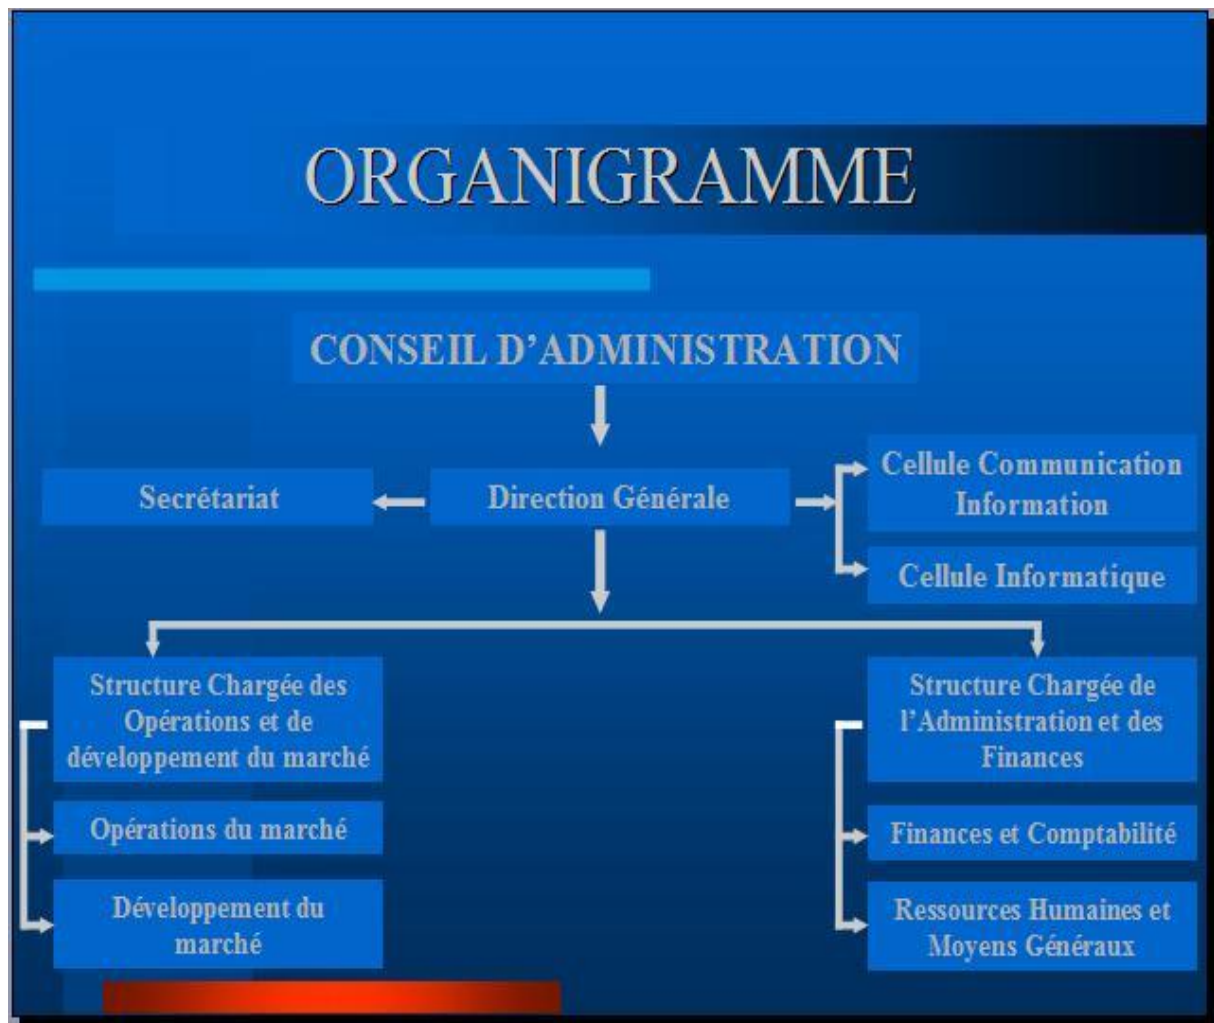 ORGANIGRAMME
CONSEIL D'ADMINISTRATION
Secrétariat
Direction Générale
Cellule Communication
Information
Cellule Informatique
Structure Chargée des
Opérations et de
développement du marché
Opérations du marché
Développement du
marché
Structure Chargée de
l'Administration et des
Finances
Finances et Comptabilité
Ressources Humaines et
Moyens Généraux